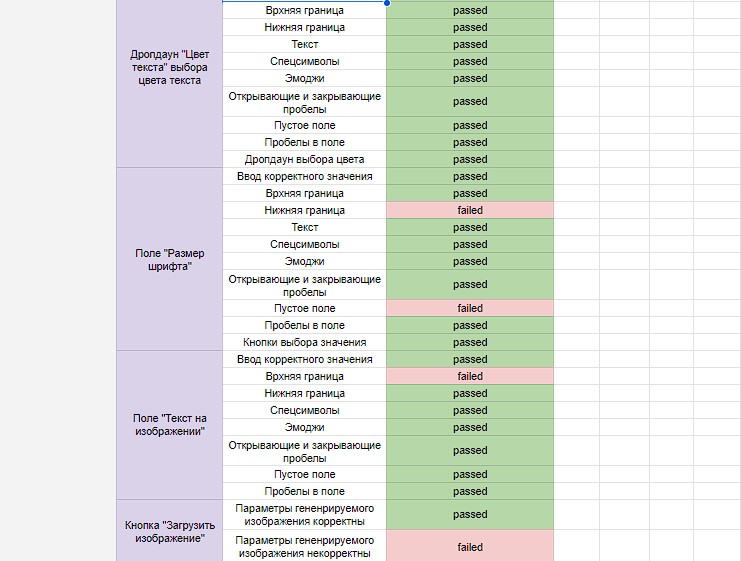 Дропдаун "Цвет
текста" выбора
цвета текста
Врхняя граница passed
Нижняя граница passed
Текст passed
Спецсимволы passed
Эмоджи passed
Открывающие и закрывающие
пробелы passed
Пустое поле passed
Пробелы в поле passed
Дропдаун выбора цвета passed
Поле "Размер
шрифта"
Ввод корректного значения passed
Врхняя граница passed
Нижняя граница failed
Текст passed
Спецсимволы passed
Эмоджи passed
Открывающие и закрывающие
пробелы passed
Пустое поле failed
Пробелы в поле passed
Кнопки выбора значения passed
Поле "Текст на
изображении"
Ввод корректного значения passed
Врхняя граница failed
Нижняя граница passed
Спецсимволы passed
Эмоджи passed
Открывающие и закрывающие
пробелы passed
Пустое поле passed
Пробелы в поле passed
Кнопка "Загрузить
изображение"
Параметры гененрируемого
изображения корректны passed
Параметры гененрируемого
изображения некорректны failed